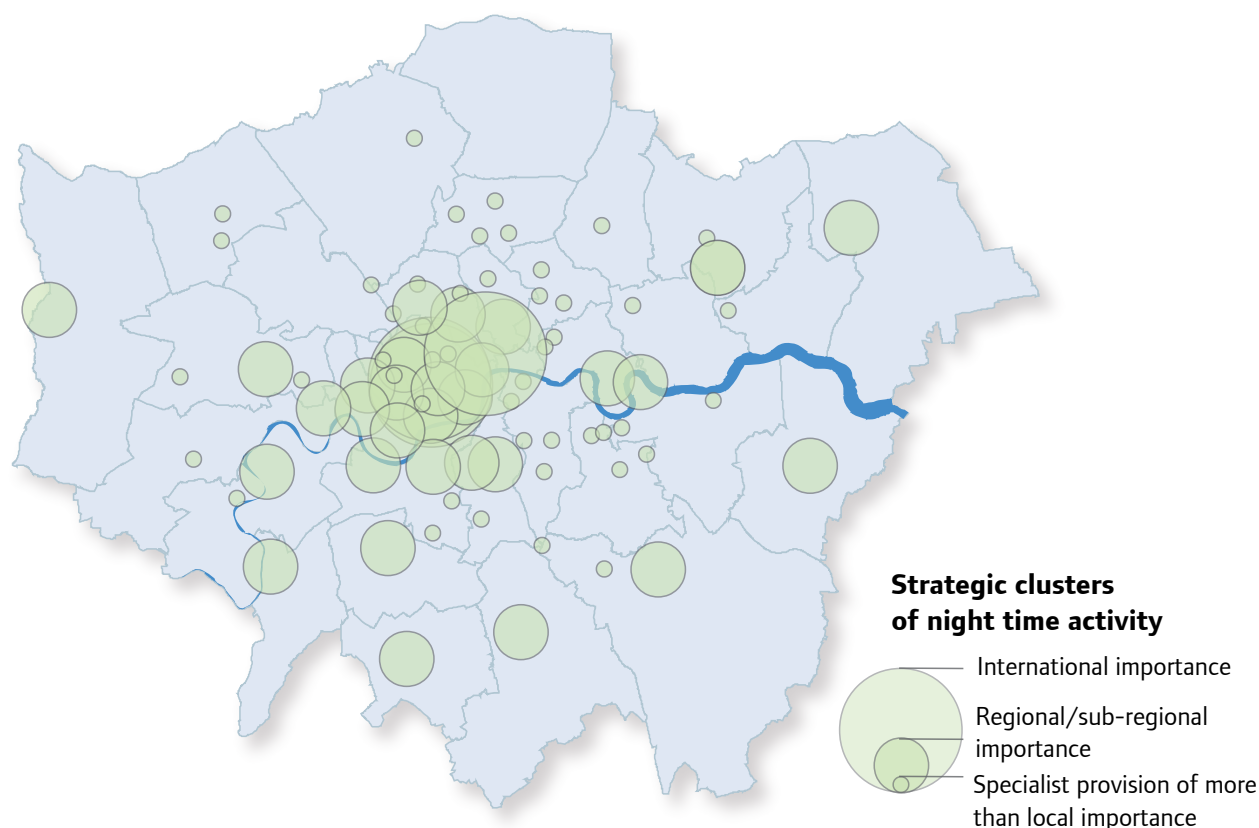 Strategic clusters
of night time activity
International importance
Regional/sub-regional
importance
Specialist provision of more
than local importance